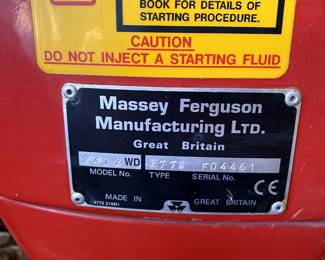 BOOK FOR DETAILS OF
STARTING PROCEDURE.
CAUTION
DO NOT INJECT A STARTING FLUID
Massey Ferguson
Manufacturing LTD.
Great Britain
2WD F04461
MODEL No. TYPE SERIAL No.
CE
MADE IN GREAT BRITAIN